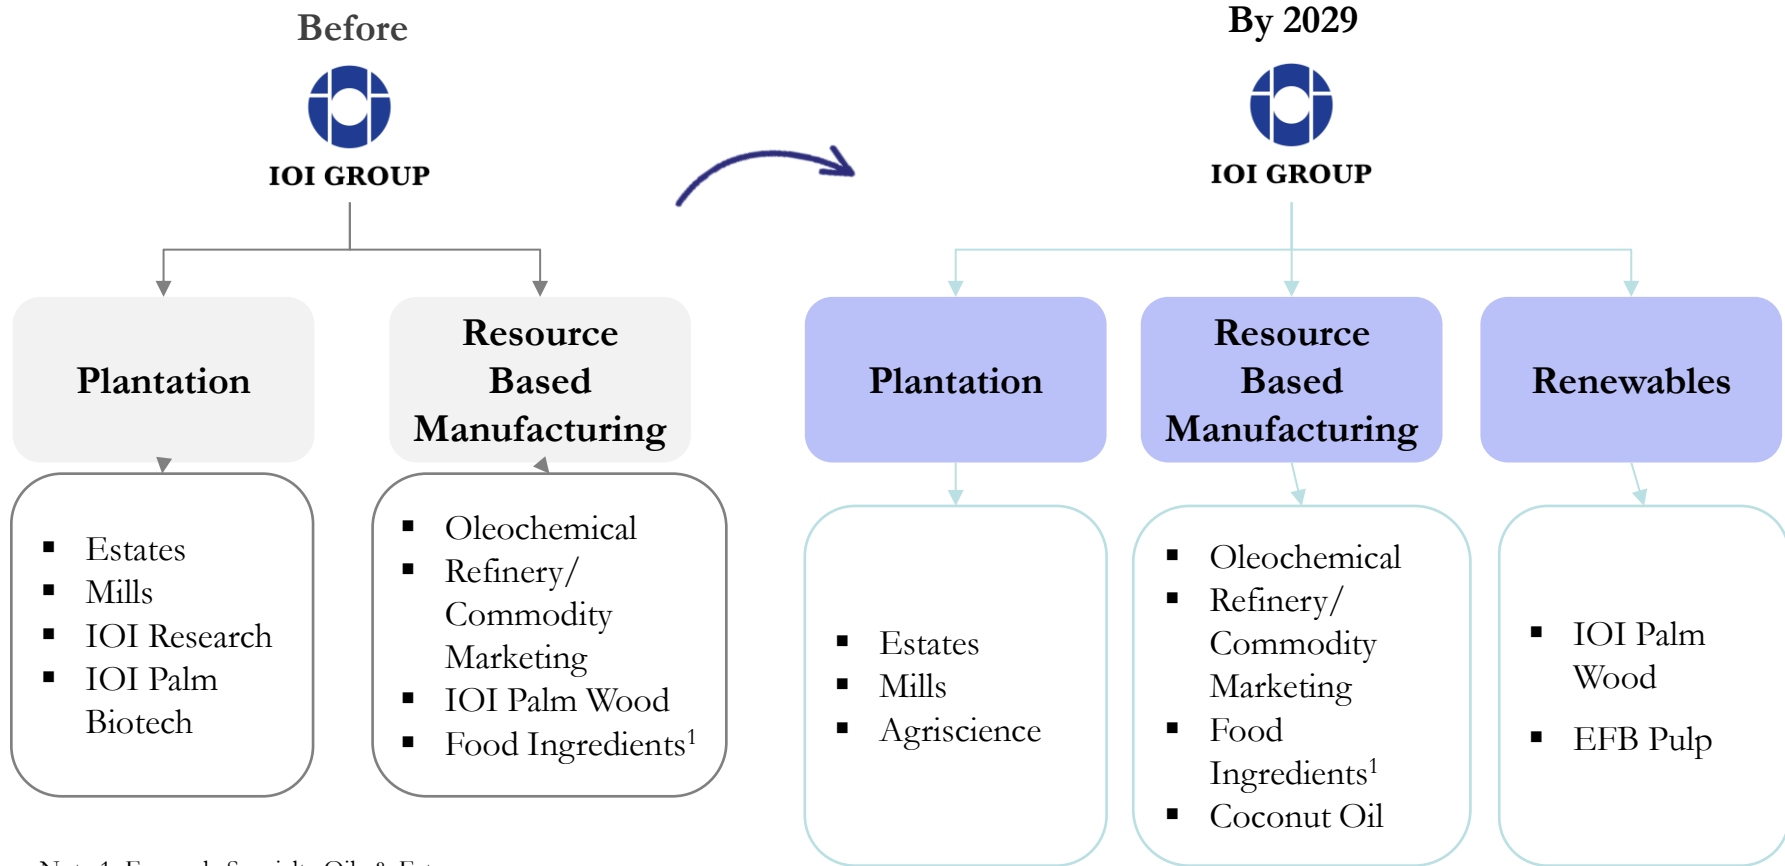 Before
IOI GROUP
Plantation
Resource
Based
Manufacturing
▪ Estates
▪ Mills
▪ IOI Research
▪ IOI Palm
Biotech
▪ Oleochemical
▪ Refinery/
Commodity
Marketing
▪ IOI Palm Wood
▪ Food Ingredients¹
By 2029
IOI GROUP
Plantation
Resource
Based
Manufacturing
Renewables
▪ Estates
▪ Mills
▪ Agriscience
▪ Oleochemical
▪ Refinery/
Commodity
Marketing
▪ Food
Ingredients¹
▪ Coconut Oil
▪ IOI Palm
Wood
▪ EFB Pulp